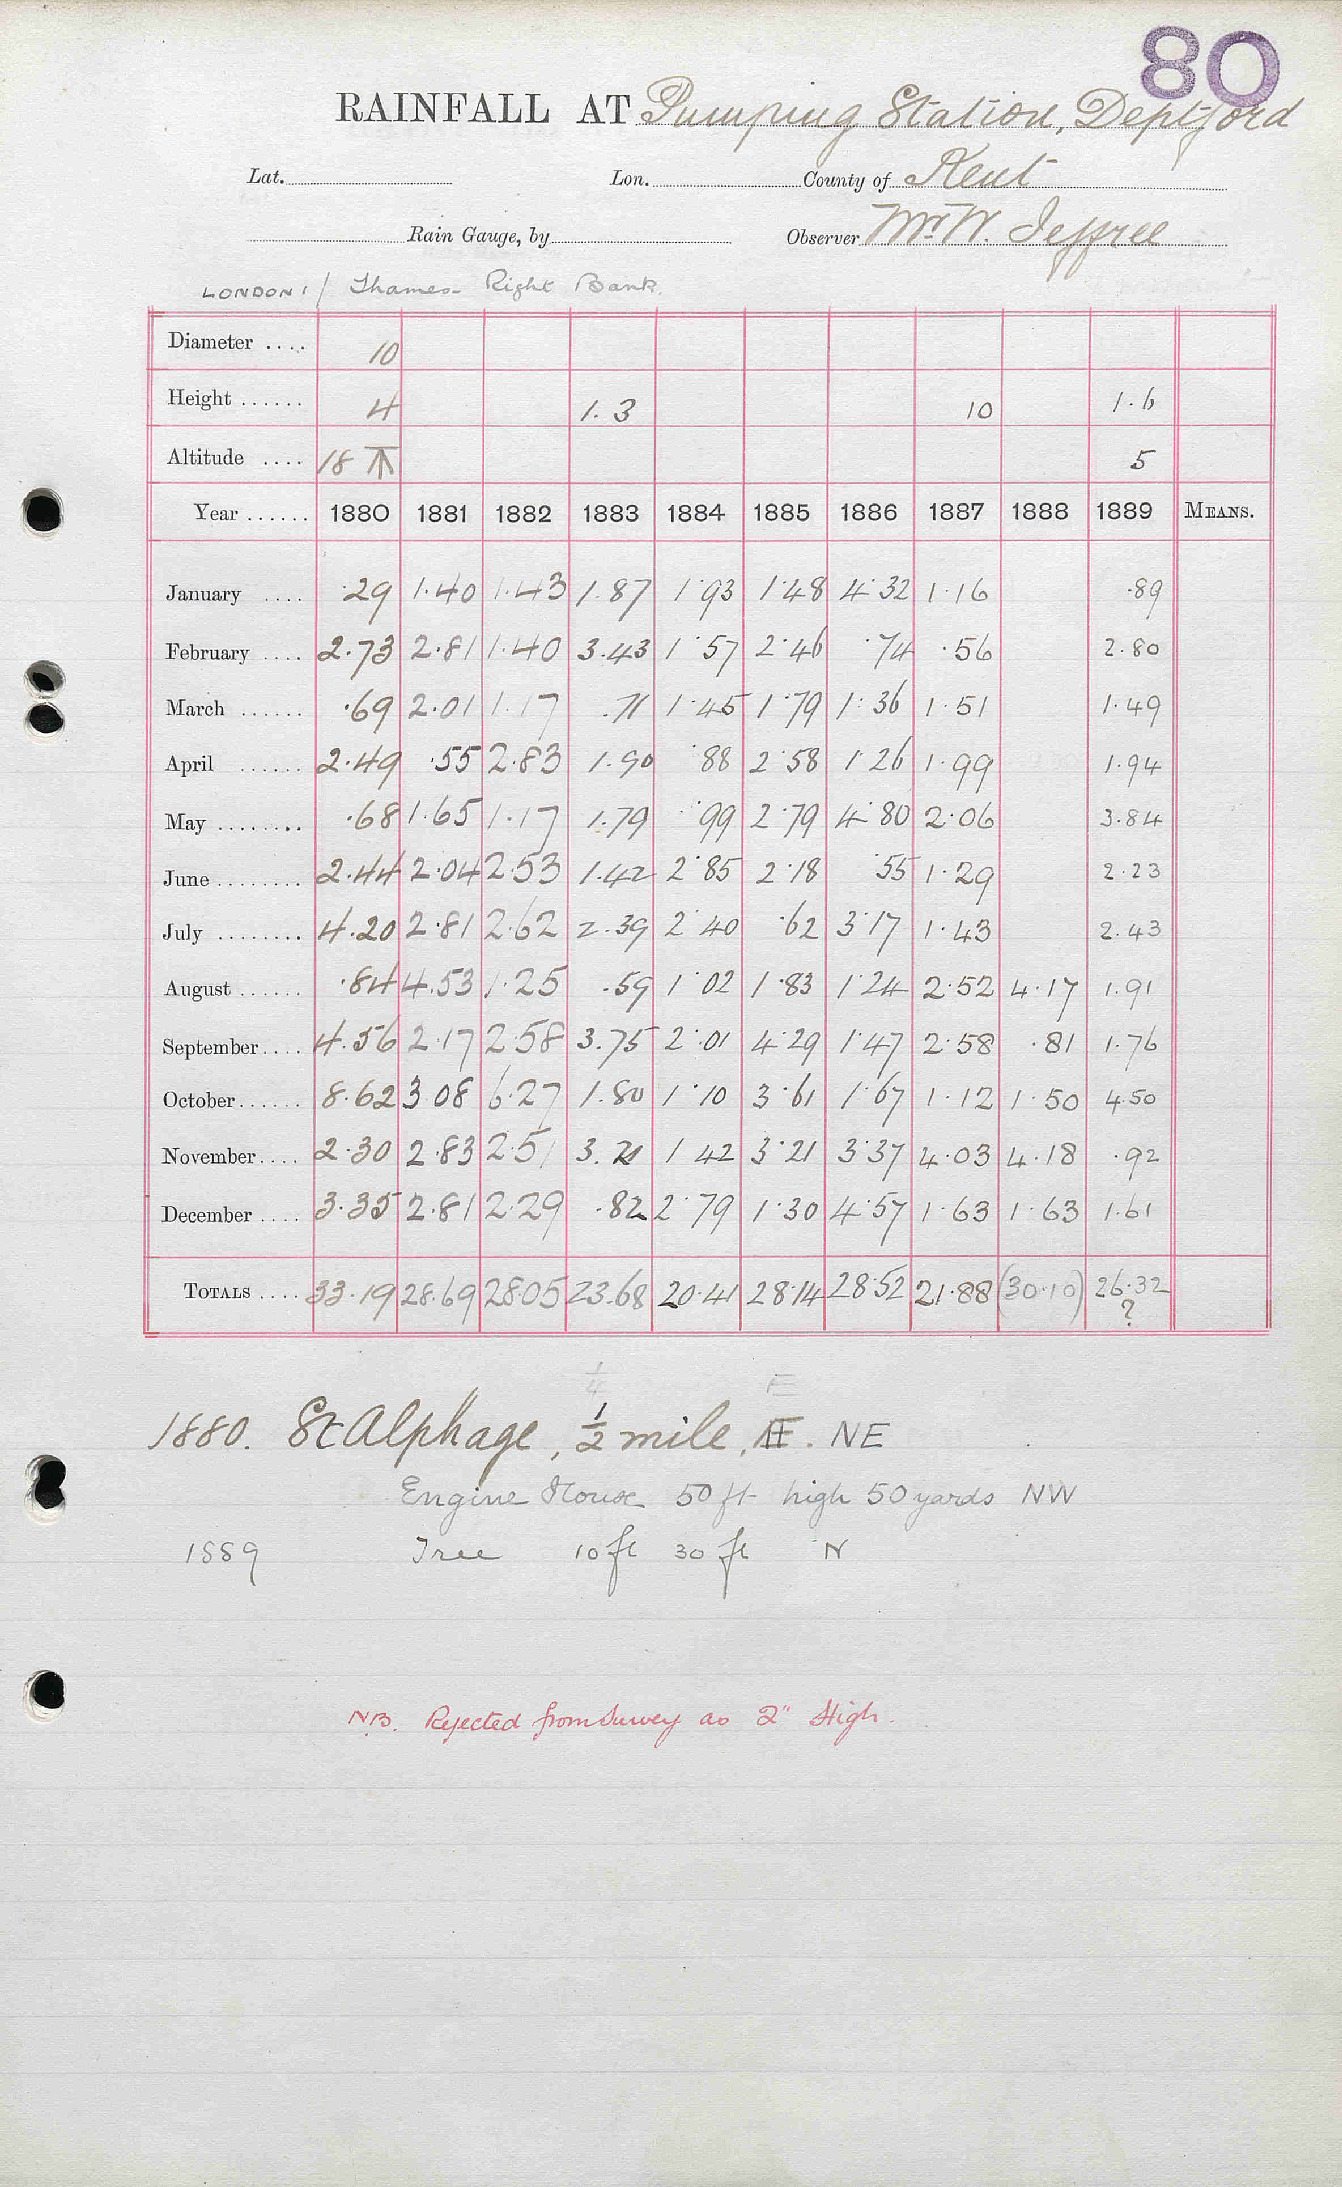 80
RAINFALL AT Pumping Station, Deptford
Lat. Lon. County of Kent
Rain Gauge, by Observer Mr W. Jeffree
LONDON 1/ Thames Right Bank.
Diameter .... 10
Height ...... 4 1.3 10 1.6
Altitude .... 18 5
Year ...... 1880 1881 1882 1883 1884 1885 1886 1887 1888 1889 MEANS.
January .... .29 1.40 1.43 1.87 1.93 1.48 4.32 1.16 .89
February .... 2.73 2.81 1.40 3.43 1.57 2.46 .74 .56 2.80
March ...... .69 2.01 1.17 .71 1.45 1.79 1.36 1.51 1.49
April ...... 2.49 .55 2.83 1.90 .88 2.58 1.26 1.99 1.94
May ........ .68 1.65 1.17 1.79 .99 2.79 4.80 2.06 3.84
June ........ 2.44 2.04 2.53 1.42 2.85 2.18 .55 1.29 2.23
July ........ 4.20 2.81 2.62 2.39 2.40 .62 3.17 1.43 2.43
August ...... .84 4.53 1.25 .59 1.02 1.83 1.24 2.52 4.17 1.91
September .... 4.56 2.17 2.58 3.75 2.01 4.29 1.47 2.58 .81 1.76
October ...... 8.62 3.08 6.27 1.80 1.10 3.61 1.67 1.12 1.50 4.50
November .... 2.30 2.83 2.51 3.21 1.42 3.21 3.37 4.03 4.18 .92
December .... 3.35 2.81 2.29 .82 2.79 1.30 4.57 1.63 1.63 1.61
TOTALS .... 33.19 28.69 28.05 23.68 20.41 28.14 28.52 21.88 (30.10) 26.32
?
1/4 E
1880. St Alphage, 1/2 mile, . NE
Engine House 50 ft high 50 yards NW
1889 Tree 10 ft 30 ft N
N.B. Rejected from Survey as 2" High.